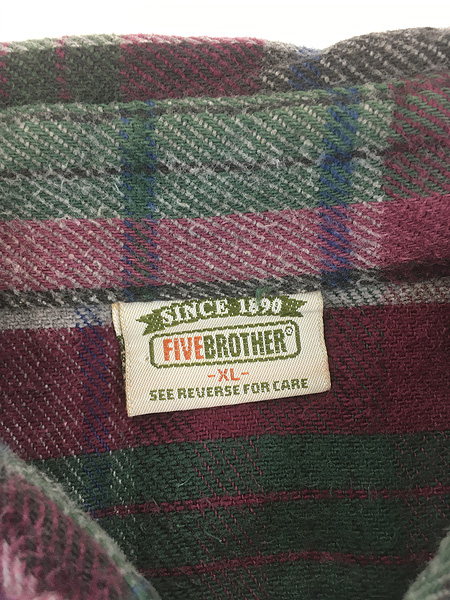 SINCE 1890
FIVEBROTHER®
-XL-
SEE REVERSE FOR CARE